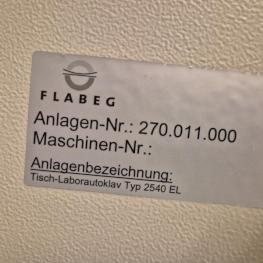 FLABEG
Anlagen-Nr.: 270.011.000
Maschinen-Nr.:
Anlagenbezeichnung:
Tisch-Laborautoklav Typ 2540 EL